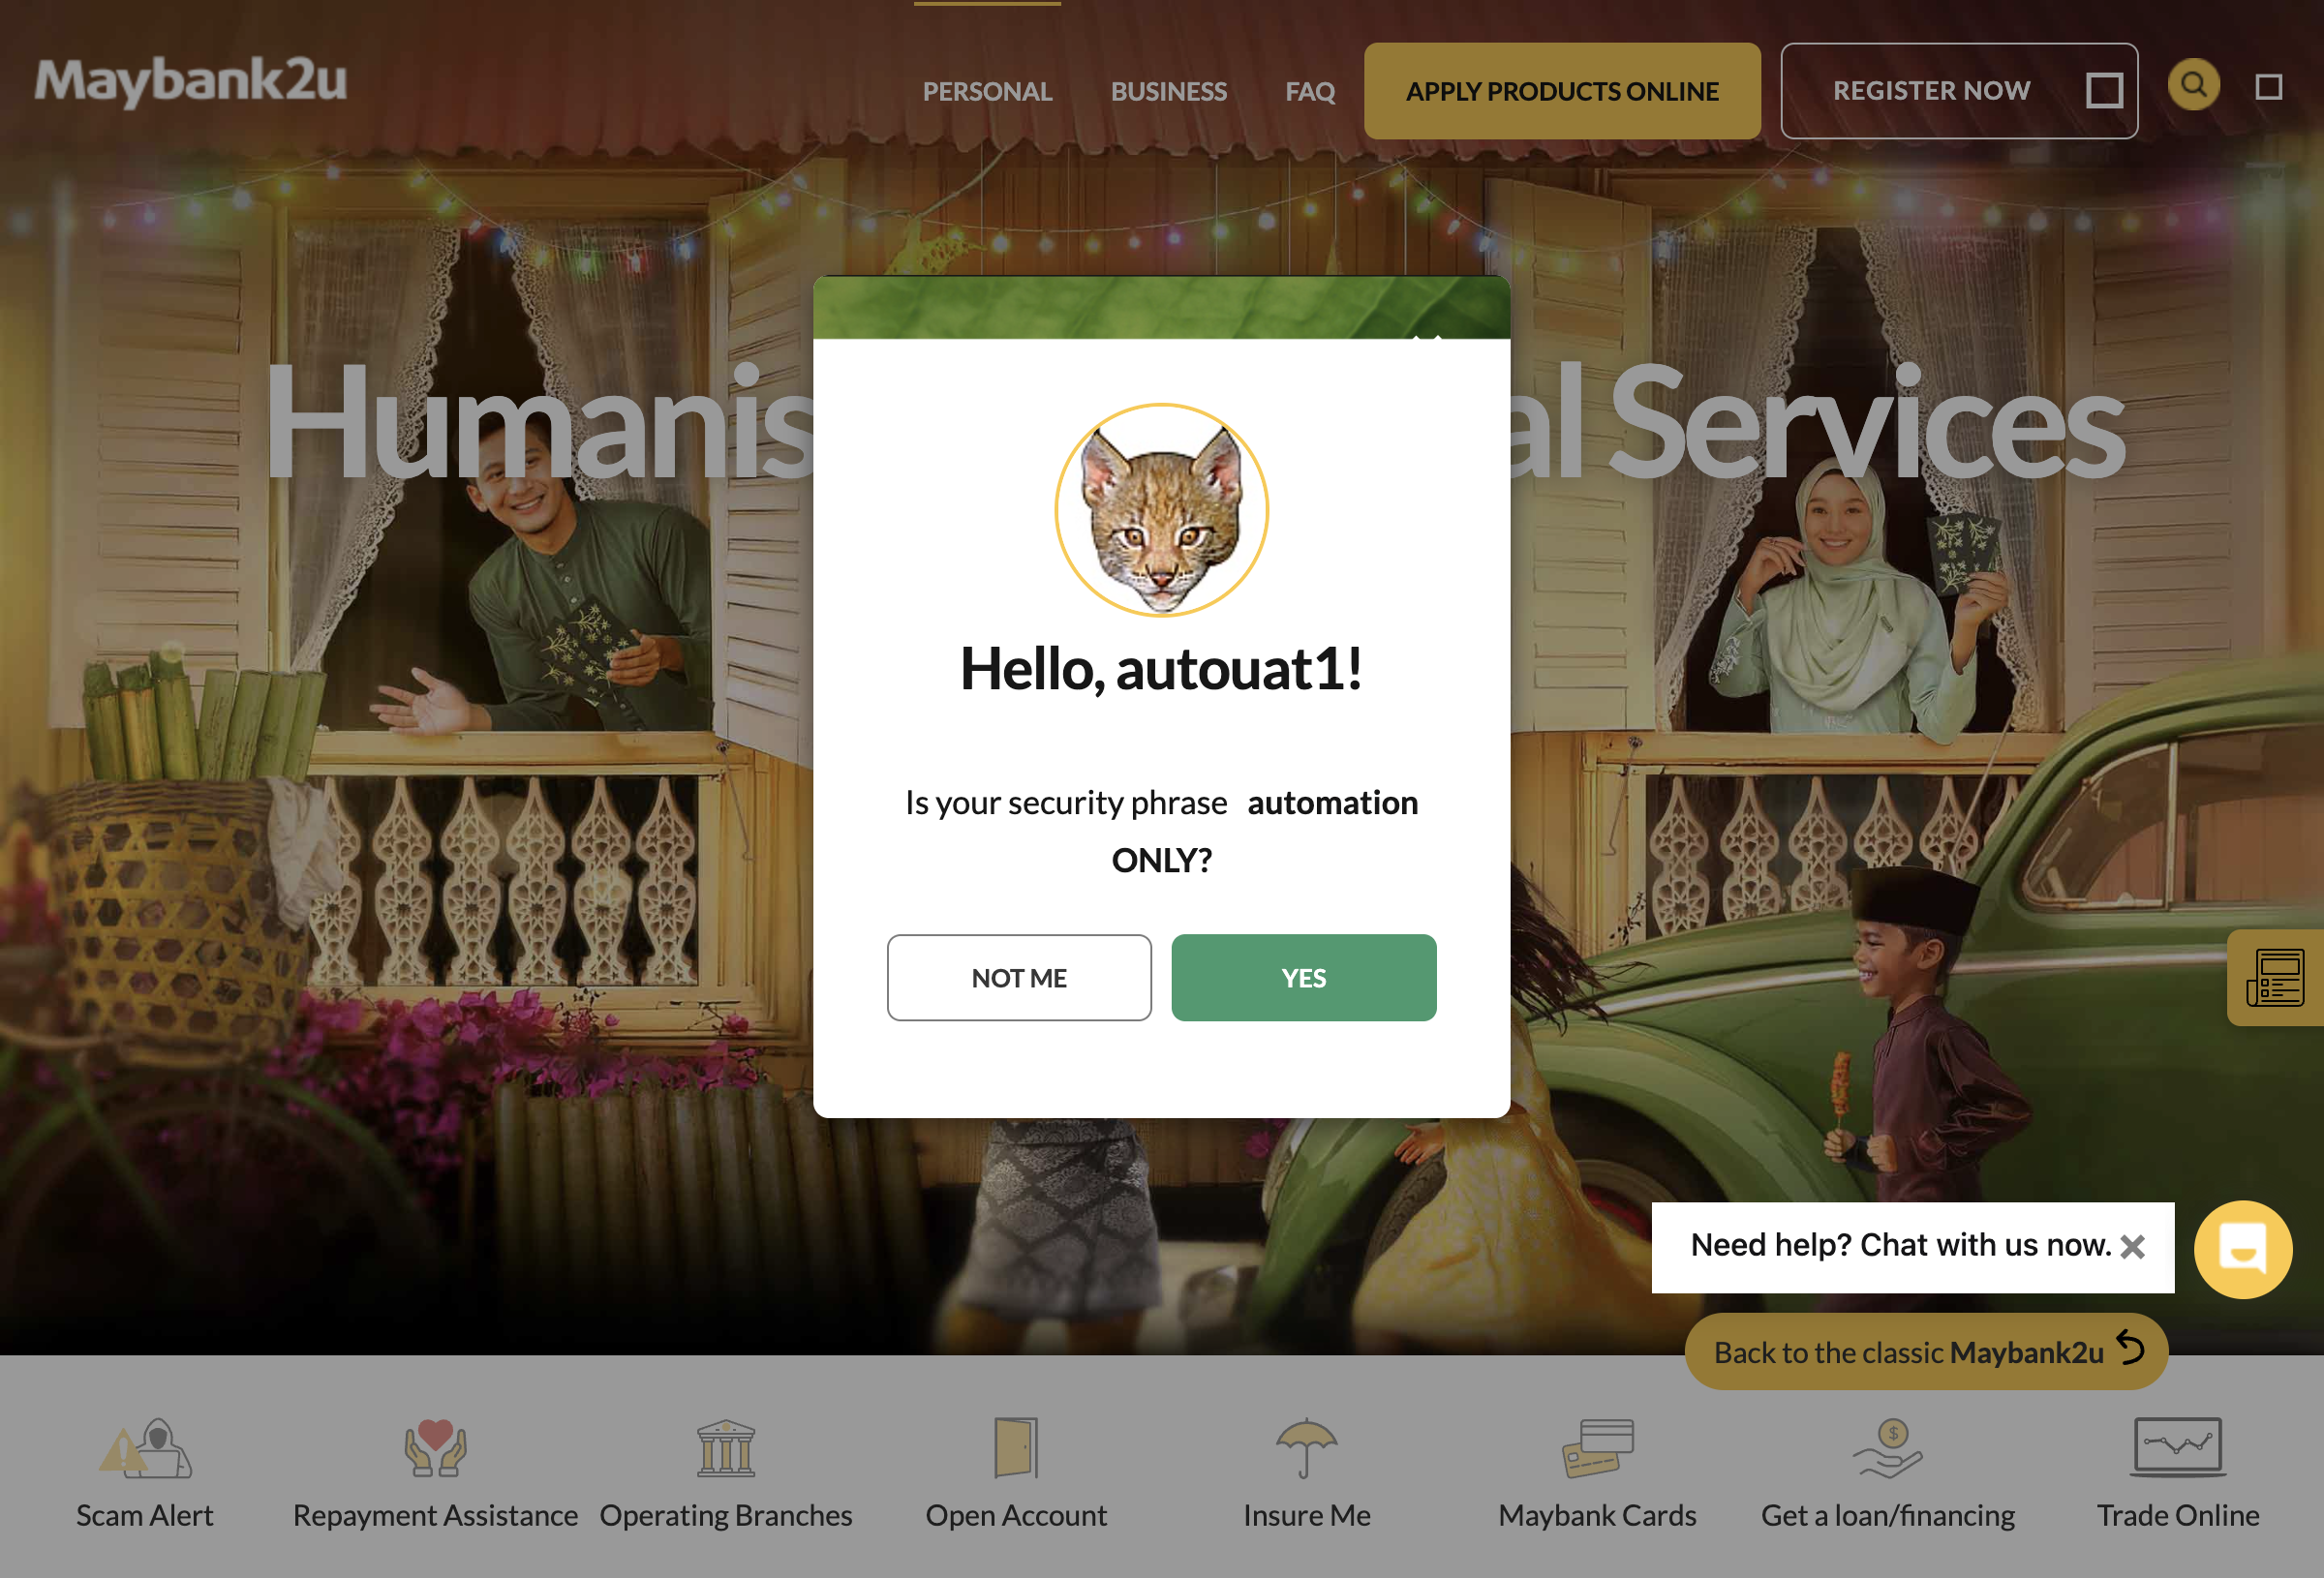 Maybank2u
PERSONAL
BUSINESS
FAQ
APPLY PRODUCTS ONLINE
REGISTER NOW
Humanis
al Services
Hello, autouat1!
Is your security phrase automation
ONLY?
NOT ME
YES
Need help? Chat with us now.
Back to the classic Maybank2u
Scam Alert
Repayment Assistance
Operating Branches
Open Account
Insure Me
Maybank Cards
Get a loan/financing
Trade Online